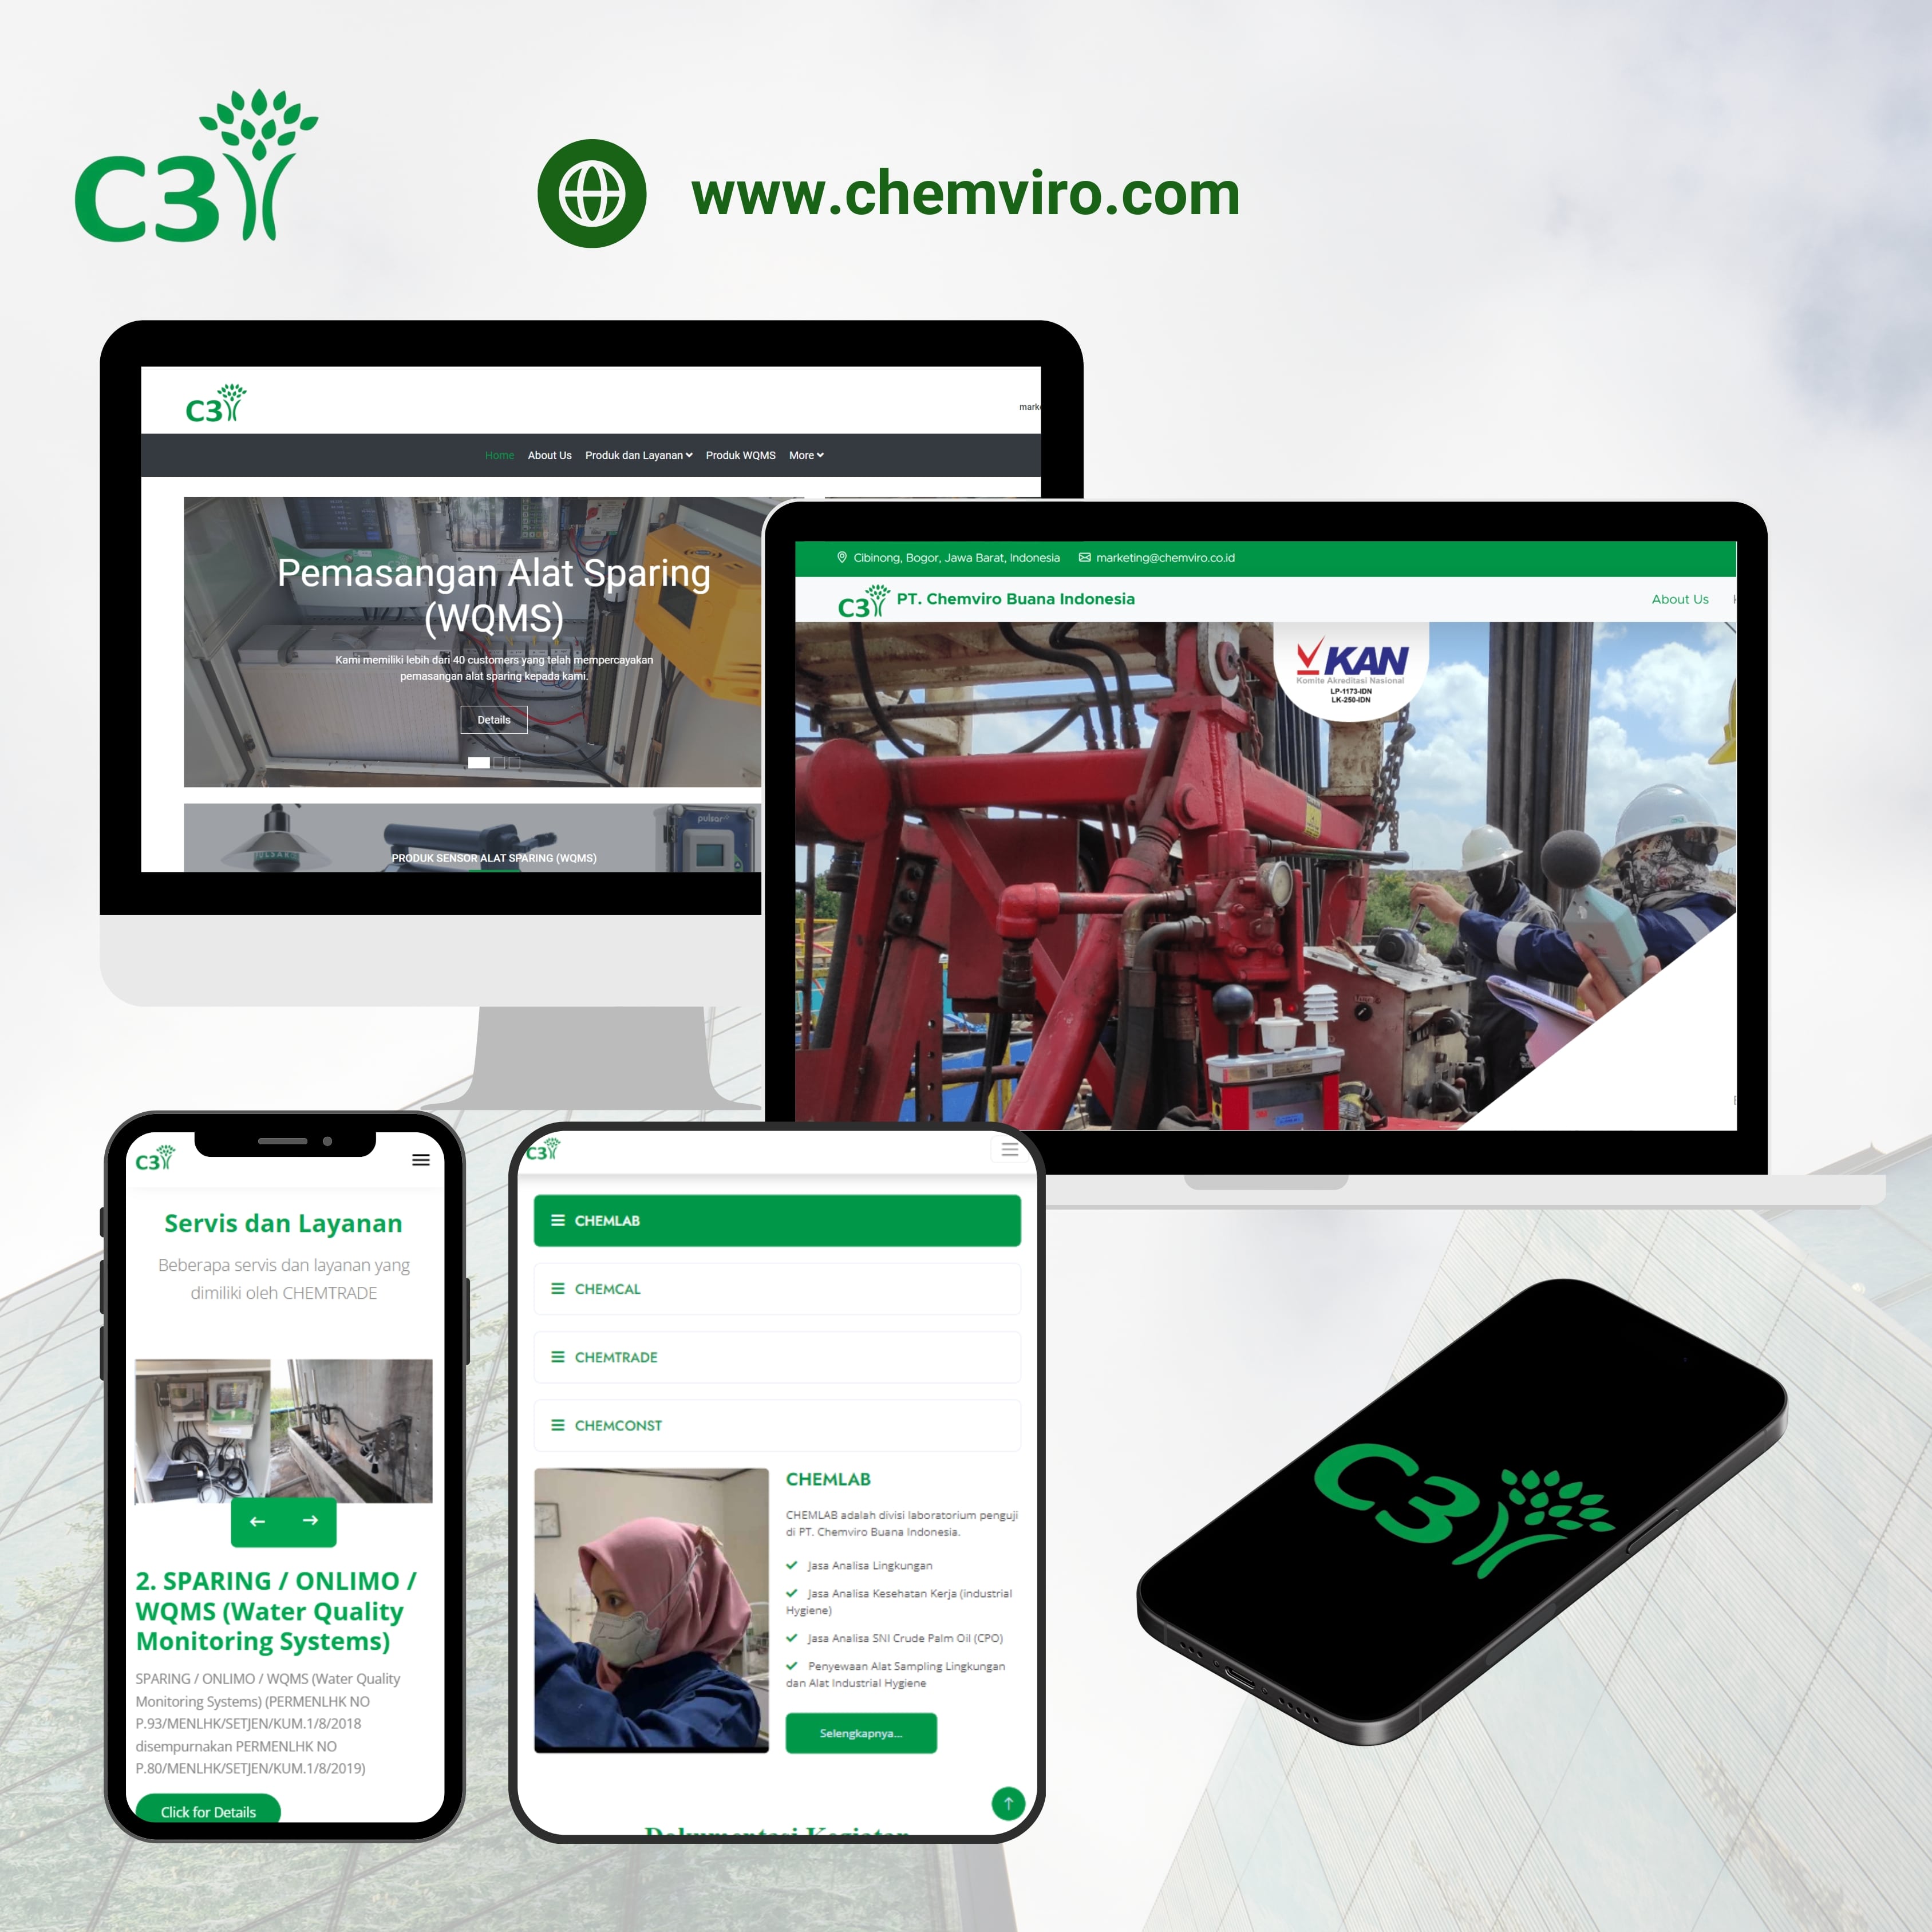 C3
www.chemviro.com
C3
Home About Us Produk dan Layanan Produk WQMS More
Pemasangan Alat Sparing
(WQMS)
Kami memiliki lebih dari 40 customers yang telah mempercayakan
pemasangan alat sparing kepada kami.
Details
pulsar
PULSAR
PRODUK SENSOR ALAT SPARING (WQMS)
Cibinong, Bogor, Jawa Barat, Indonesia marketing@chemviro.co.id
C3 PT. Chemviro Buana Indonesia
About Us
KAN
Komite Akreditasi Nasional
LP-1173-IDN
LK-250-IDN
C3
Servis dan Layanan
Beberapa servis dan layanan yang
dimiliki oleh CHEMTRADE
2. SPARING / ONLIMO /
WQMS (Water Quality
Monitoring Systems)
SPARING / ONLIMO / WQMS (Water Quality
Monitoring Systems) (PERMENLHK NO
P.93/MENLHK/SETJEN/KUM.1/8/2018
disempurnakan PERMENLHK NO
P.80/MENLHK/SETJEN/KUM.1/8/2019)
Click for Details
C3
CHEMLAB
CHEMCAL
CHEMTRADE
CHEMCONST
CHEMLAB
CHEMLAB adalah divisi laboratorium penguji
di PT. Chemviro Buana Indonesia.
Jasa Analisa Lingkungan
Jasa Analisa Kesehatan Kerja (industrial
Hygiene)
Jasa Analisa SNI Crude Palm Oil (CPO)
Penyewaan Alat Sampling Lingkungan
dan Alat Industrial Hygiene
Selengkapnya...
Dokumentasi Kegiatan
C3